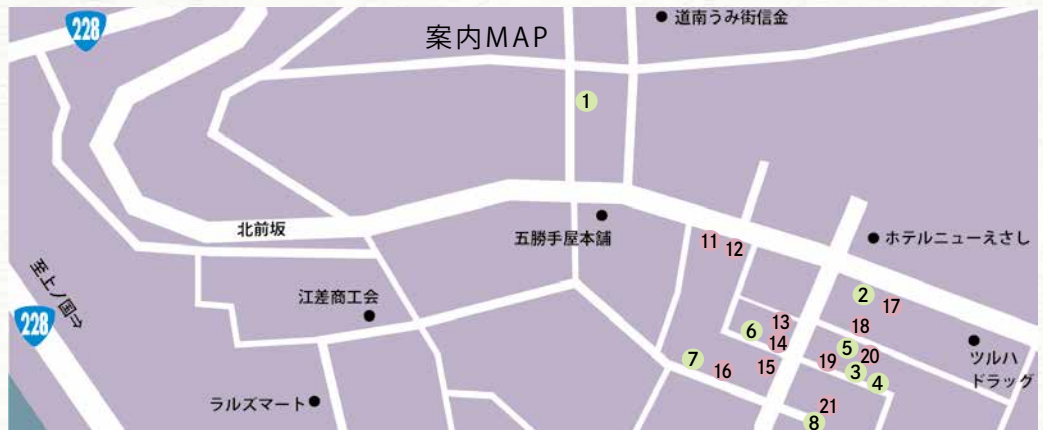 228
案内MAP
道南うみ街信金
1
北前坂
五勝手屋本舗
11
12
ホテルニューえさし
至上ノ国⇨
228
江差商工会
2
17
13
18
6
14
5
20
ツルハ
ドラッグ
7
16
15
19
3
4
ラルズマート
21
8